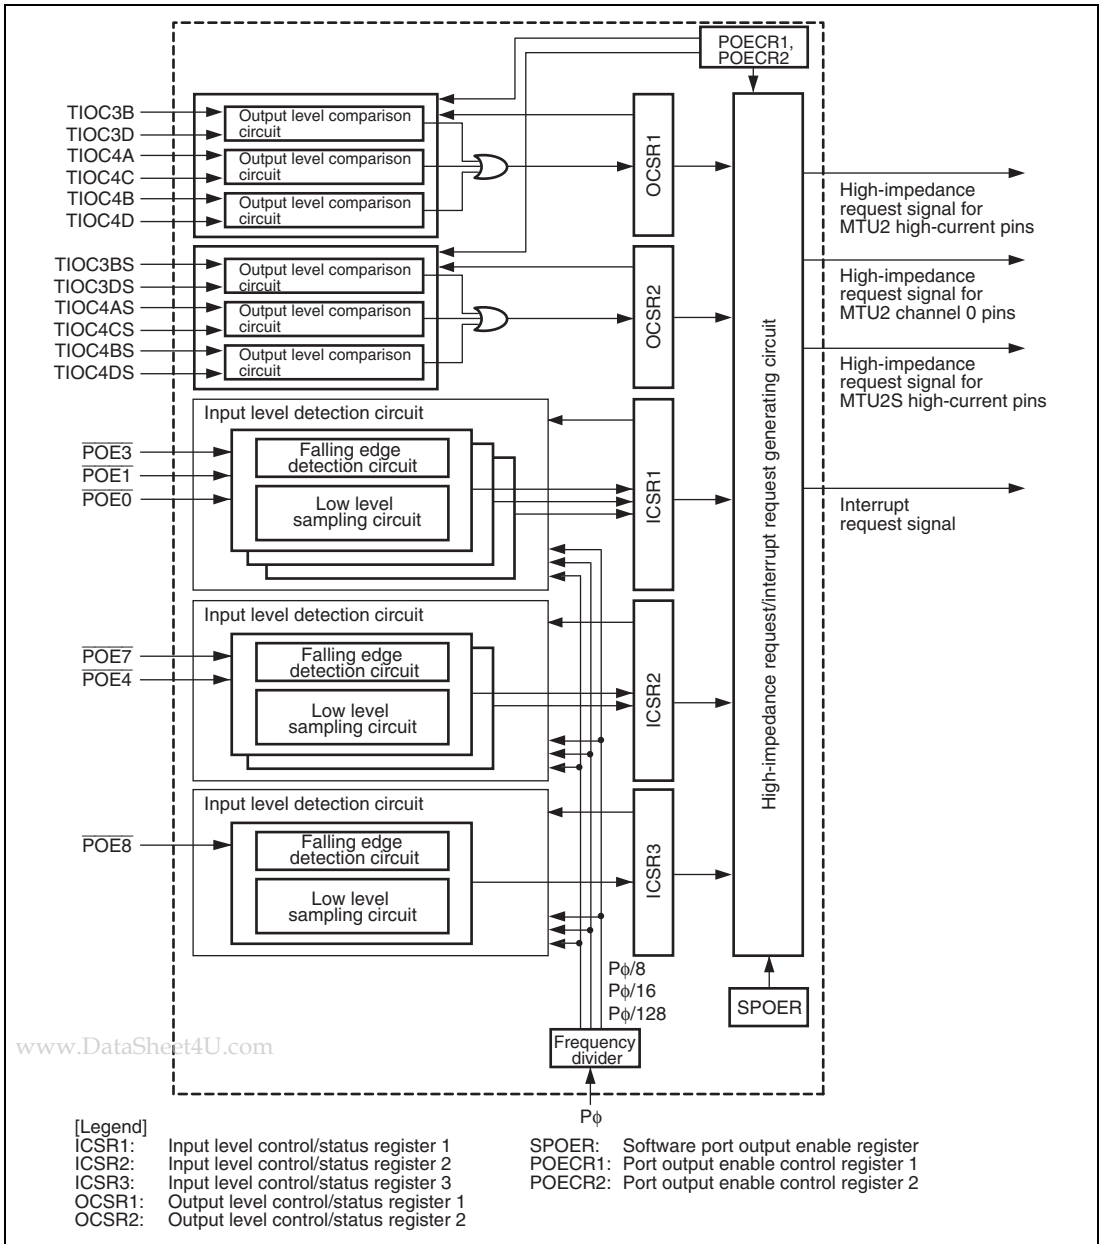 POECR1,
POECR2
TIOC3B
TIOC3D
TIOC4A
TIOC4C
TIOC4B
TIOC4D
Output level comparison
circuit
Output level comparison
circuit
Output level comparison
circuit
OCSR1
TIOC3BS
TIOC3DS
TIOC4AS
TIOC4CS
TIOC4BS
TIOC4DS
Output level comparison
circuit
Output level comparison
circuit
Output level comparison
circuit
OCSR2
Input level detection circuit
P̅O̅E̅3̅
P̅O̅E̅1̅
P̅O̅E̅0̅
Falling edge
detection circuit
Low level
sampling circuit
ICSR1
Input level detection circuit
P̅O̅E̅7̅
P̅O̅E̅4̅
Falling edge
detection circuit
Low level
sampling circuit
ICSR2
Input level detection circuit
P̅O̅E̅8̅
Falling edge
detection circuit
Low level
sampling circuit
ICSR3
High-impedance request/interrupt request generating circuit
High-impedance
request signal for
MTU2 high-current pins
High-impedance
request signal for
MTU2 channel 0 pins
High-impedance
request signal for
MTU2S high-current pins
Interrupt
request signal
Pφ/8
Pφ/16
Pφ/128
SPOER
Frequency
divider
Pφ
www.DataSheet4U.com
[Legend]
ICSR1: Input level control/status register 1
ICSR2: Input level control/status register 2
ICSR3: Input level control/status register 3
OCSR1: Output level control/status register 1
OCSR2: Output level control/status register 2
SPOER: Software port output enable register
POECR1: Port output enable control register 1
POECR2: Port output enable control register 2